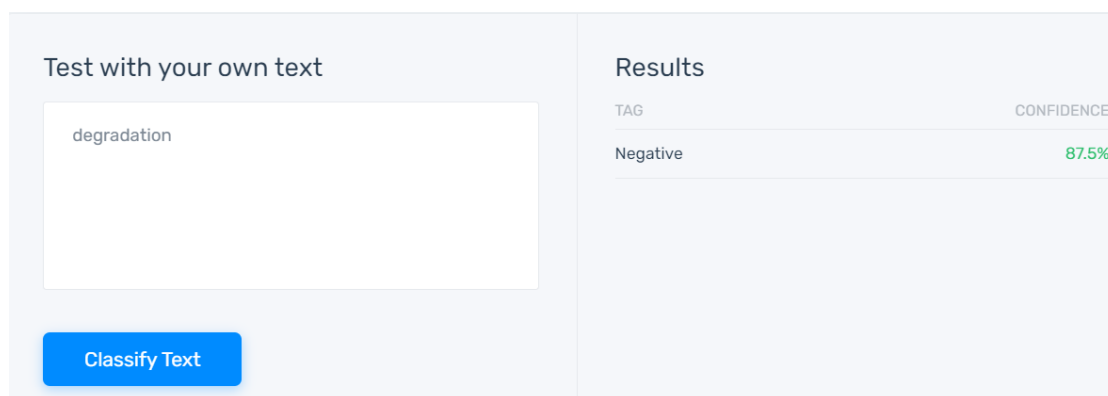 Test with your own text
degradation
Classify Text
Results
TAG CONFIDENCE
Negative 87.5%